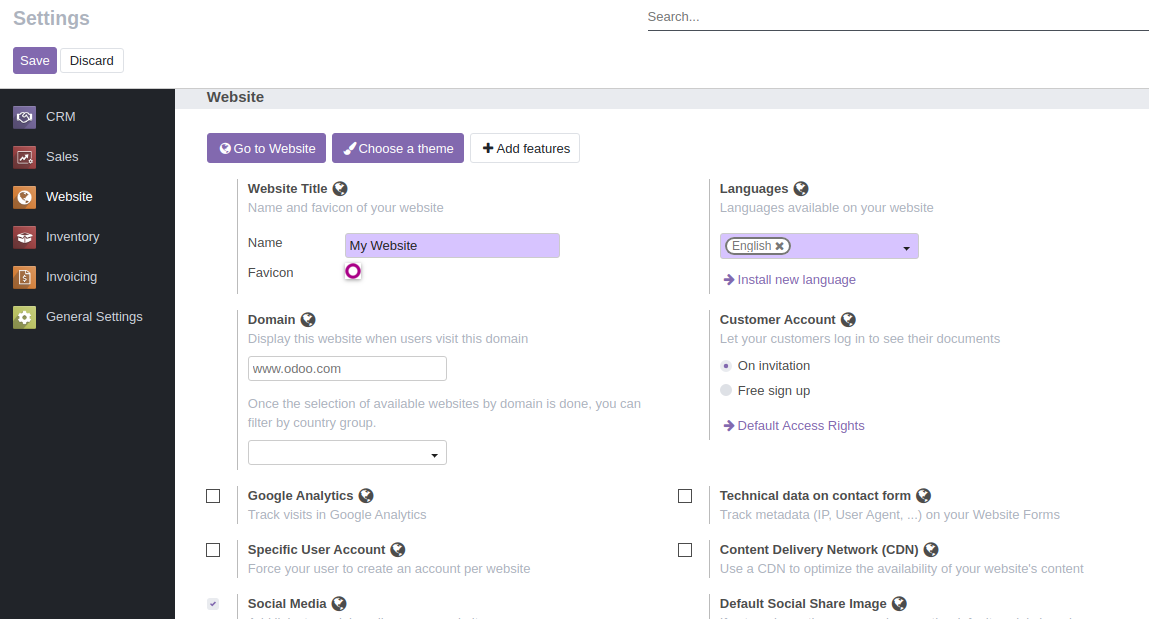 Settings
Search...
Save Discard
CRM
Sales
Website
Inventory
Invoicing
General Settings
Website
Go to Website Choose a theme Add features
Website Title
Name and favicon of your website
Name My Website
Favicon
Languages
Languages available on your website
English
Install new language
Domain
Display this website when users visit this domain
www.odoo.com
Once the selection of available websites by domain is done, you can
filter by country group.
Customer Account
Let your customers log in to see their documents
On invitation
Free sign up
Default Access Rights
Google Analytics
Track visits in Google Analytics
Technical data on contact form
Track metadata (IP, User Agent, ...) on your Website Forms
Specific User Account
Force your user to create an account per website
Content Delivery Network (CDN)
Use a CDN to optimize the availability of your website's content
Social Media
Default Social Share Image